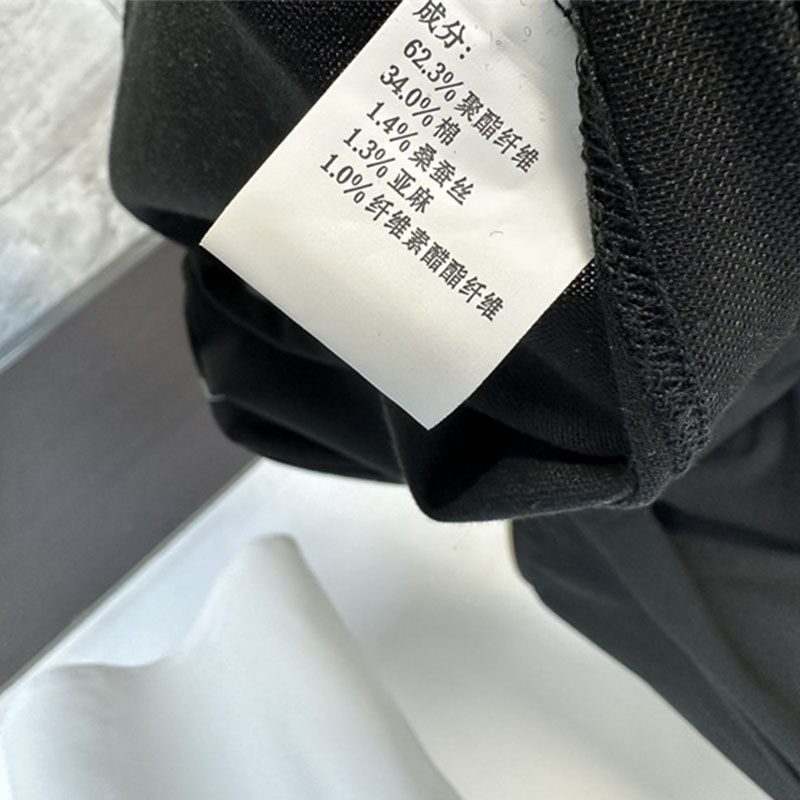 成分:
62.3% 聚酯纤维
34.0% 棉
1.4% 桑蚕丝
1.3% 亚麻
1.0% 纤维素醋酯纤维